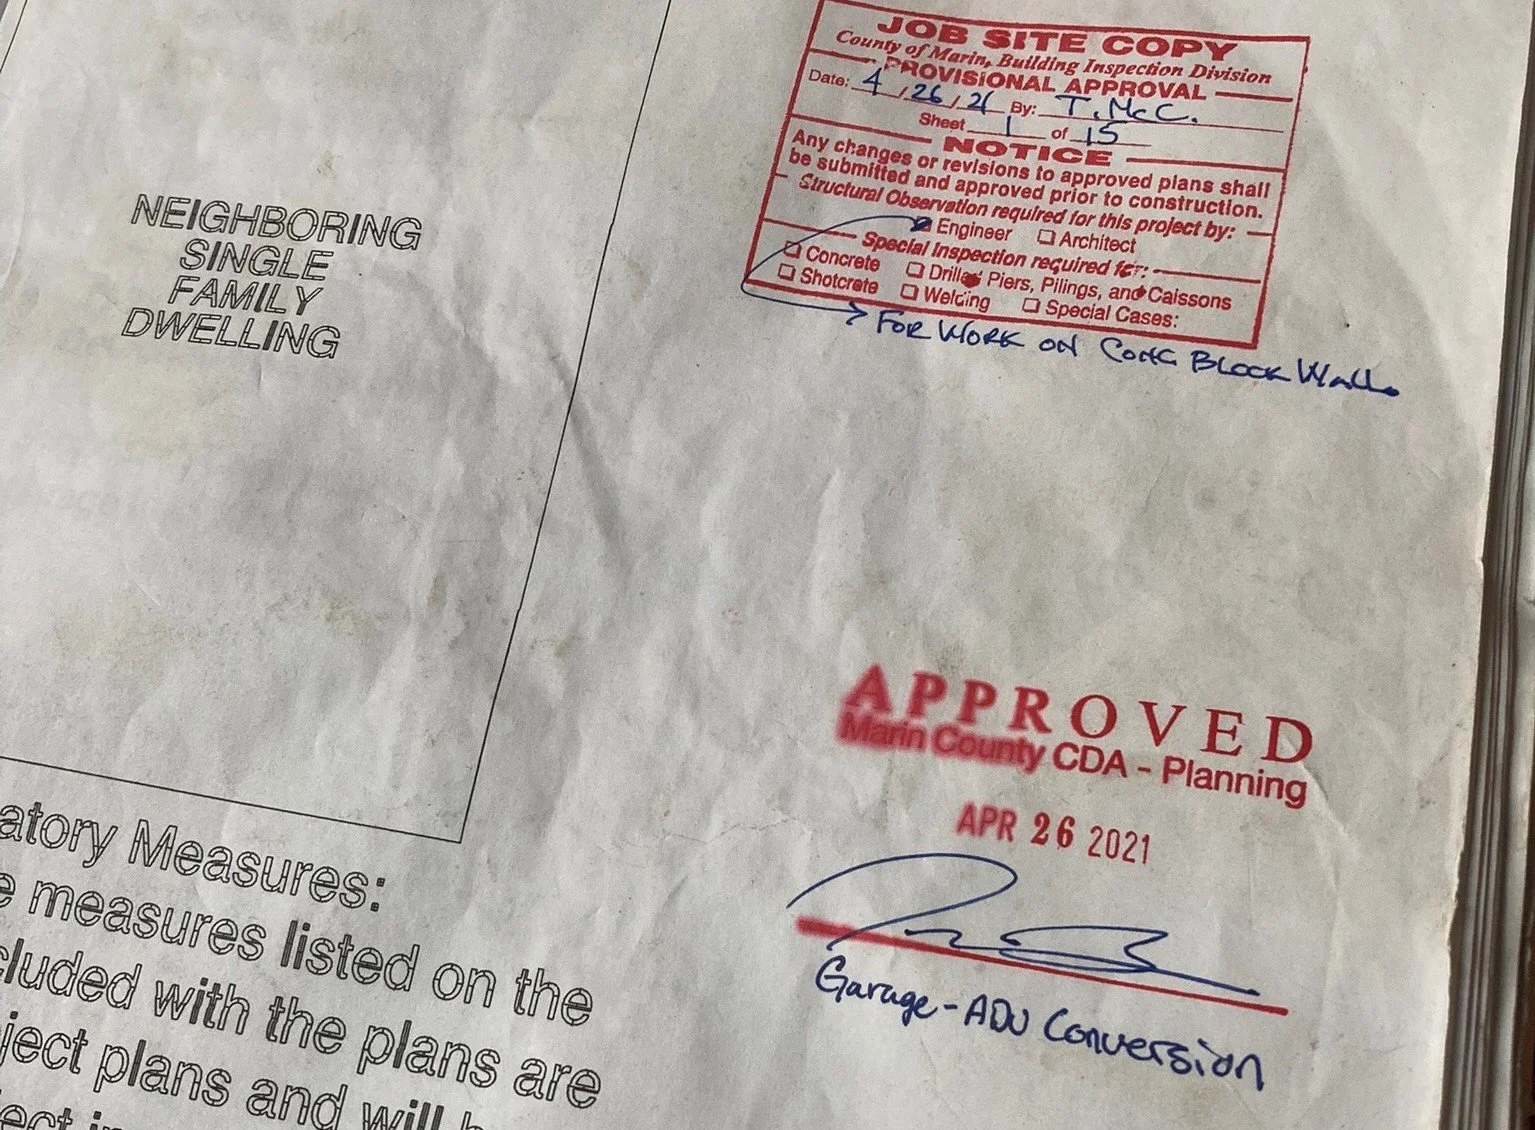 JOB SITE COPY
County of Marin, Building Inspection Division
PROVISIONAL APPROVAL
Date: 4/26/21 By: T. McC.
Sheet 1 of 15
NOTICE
Any changes or revisions to approved plans shall
be submitted and approved prior to construction.
Structural Observation required for this project by:
Engineer Architect
Special Inspection required for:
Concrete Drilled Piers, Pilings, and Caissons
Shotcrete Welding Special Cases:
FOR WORK ON CONC BLOCK WALL.
NEIGHBORING
SINGLE
FAMILY
DWELLING
APPROVED
Marin County CDA - Planning
APR 26 2021
Garage - ADU Conversion
atory Measures:
e measures listed on the
cluded with the plans are
ject plans and will
ject